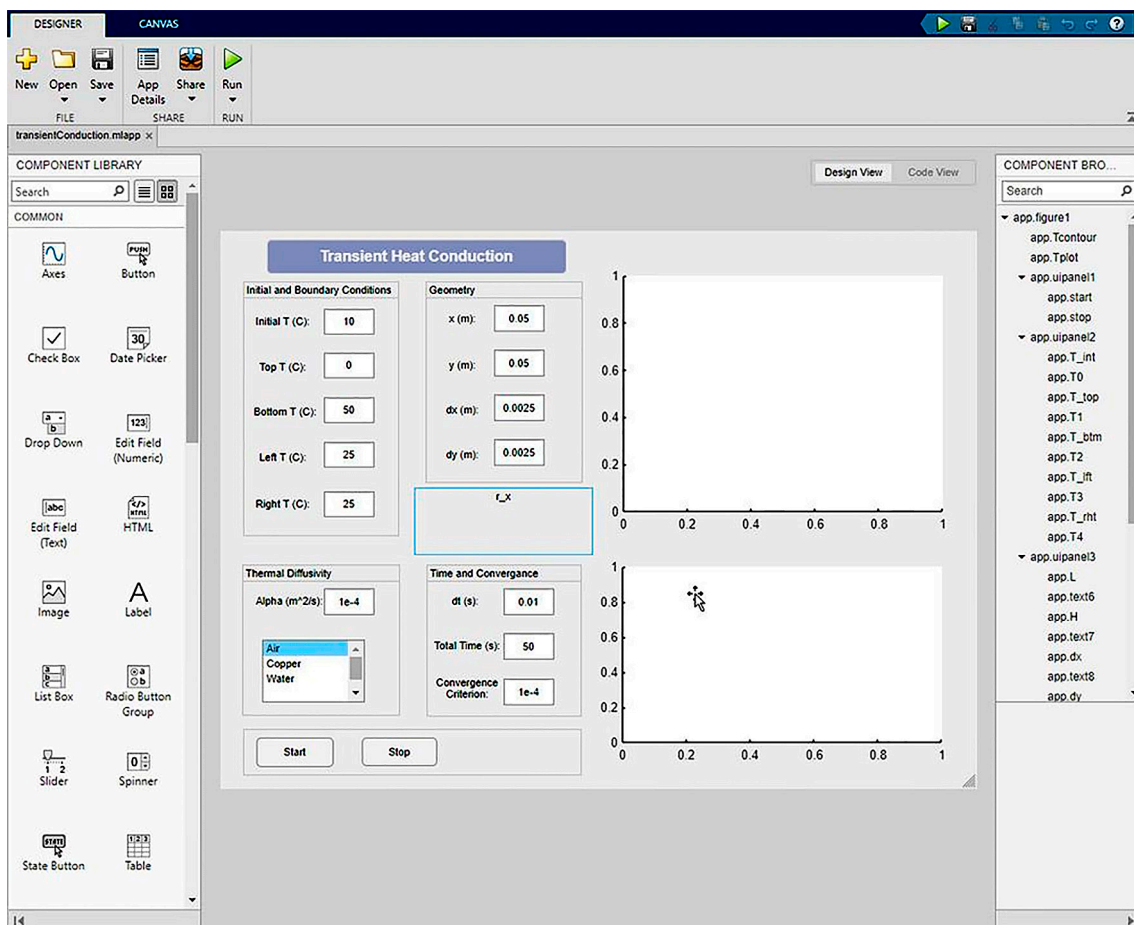 DESIGNER CANVAS
New Open Save App Details Share Run
FILE SHARE RUN
transientConduction.mlapp ×
COMPONENT LIBRARY
Search
COMMON
Axes Button
Check Box Date Picker
Drop Down Edit Field (Numeric)
Edit Field (Text) HTML
Image Label
List Box Radio Button Group
Slider Spinner
State Button Table
Design View Code View
Transient Heat Conduction
Initial and Boundary Conditions
Initial T (C): 10
Top T (C): 0
Bottom T (C): 50
Left T (C): 25
Right T (C): 25
Geometry
x (m): 0.05
y (m): 0.05
dx (m): 0.0025
dy (m): 0.0025
r_x
Thermal Diffusivity
Alpha (m^2/s): 1e-4
Air
Copper
Water
Time and Convergance
dt (s): 0.01
Total Time (s): 50
Convergence Criterion: 1e-4
Start Stop
1
0.8
0.6
0.4
0.2
0
0 0.2 0.4 0.6 0.8 1
1
0.8
0.6
0.4
0.2
0
0 0.2 0.4 0.6 0.8 1
COMPONENT BRO...
Search
app.figure1
app.Tcontour
app.Tplot
app.uipanel1
app.start
app.stop
app.uipanel2
app.T_int
app.T0
app.T_top
app.T1
app.T_btm
app.T2
app.T_lft
app.T3
app.T_rht
app.T4
app.uipanel3
app.L
app.text6
app.H
app.text7
app.dx
app.text8
app.dy